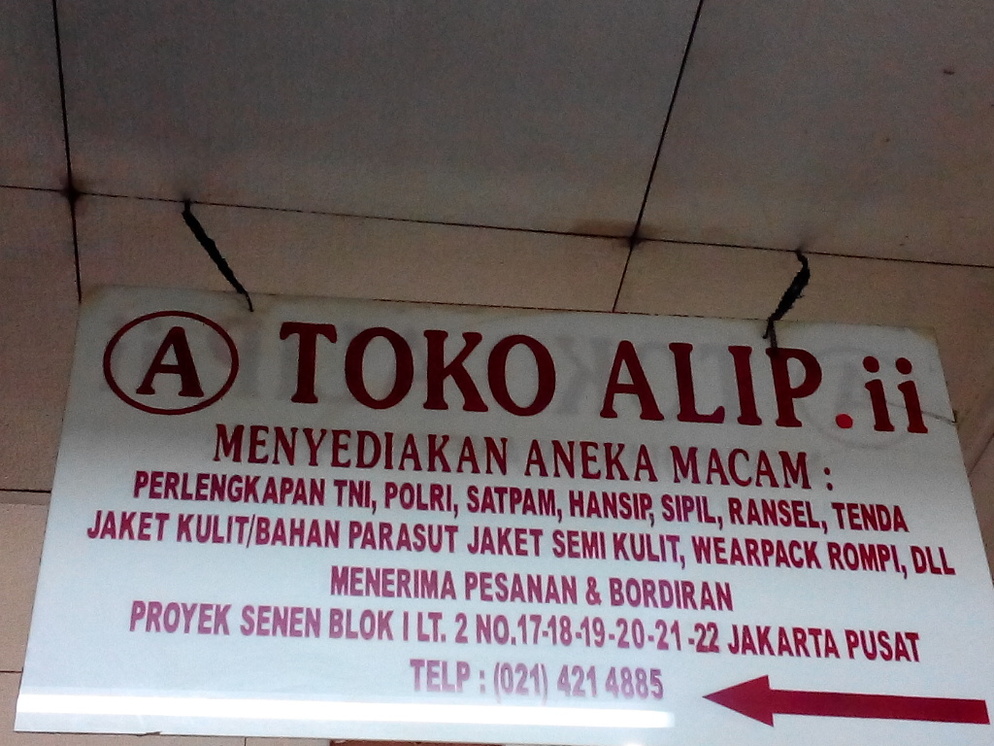 A TOKO ALIP.ii
MENYEDIAKAN ANEKA MACAM :
PERLENGKAPAN TNI, POLRI, SATPAM, HANSIP, SIPIL, RANSEL, TENDA
JAKET KULIT/BAHAN PARASUT JAKET SEMI KULIT, WEARPACK ROMPI, DLL
MENERIMA PESANAN & BORDIRAN
PROYEK SENEN BLOK I LT. 2 NO.17-18-19-20-21-22 JAKARTA PUSAT
TELP : (021) 421 4885